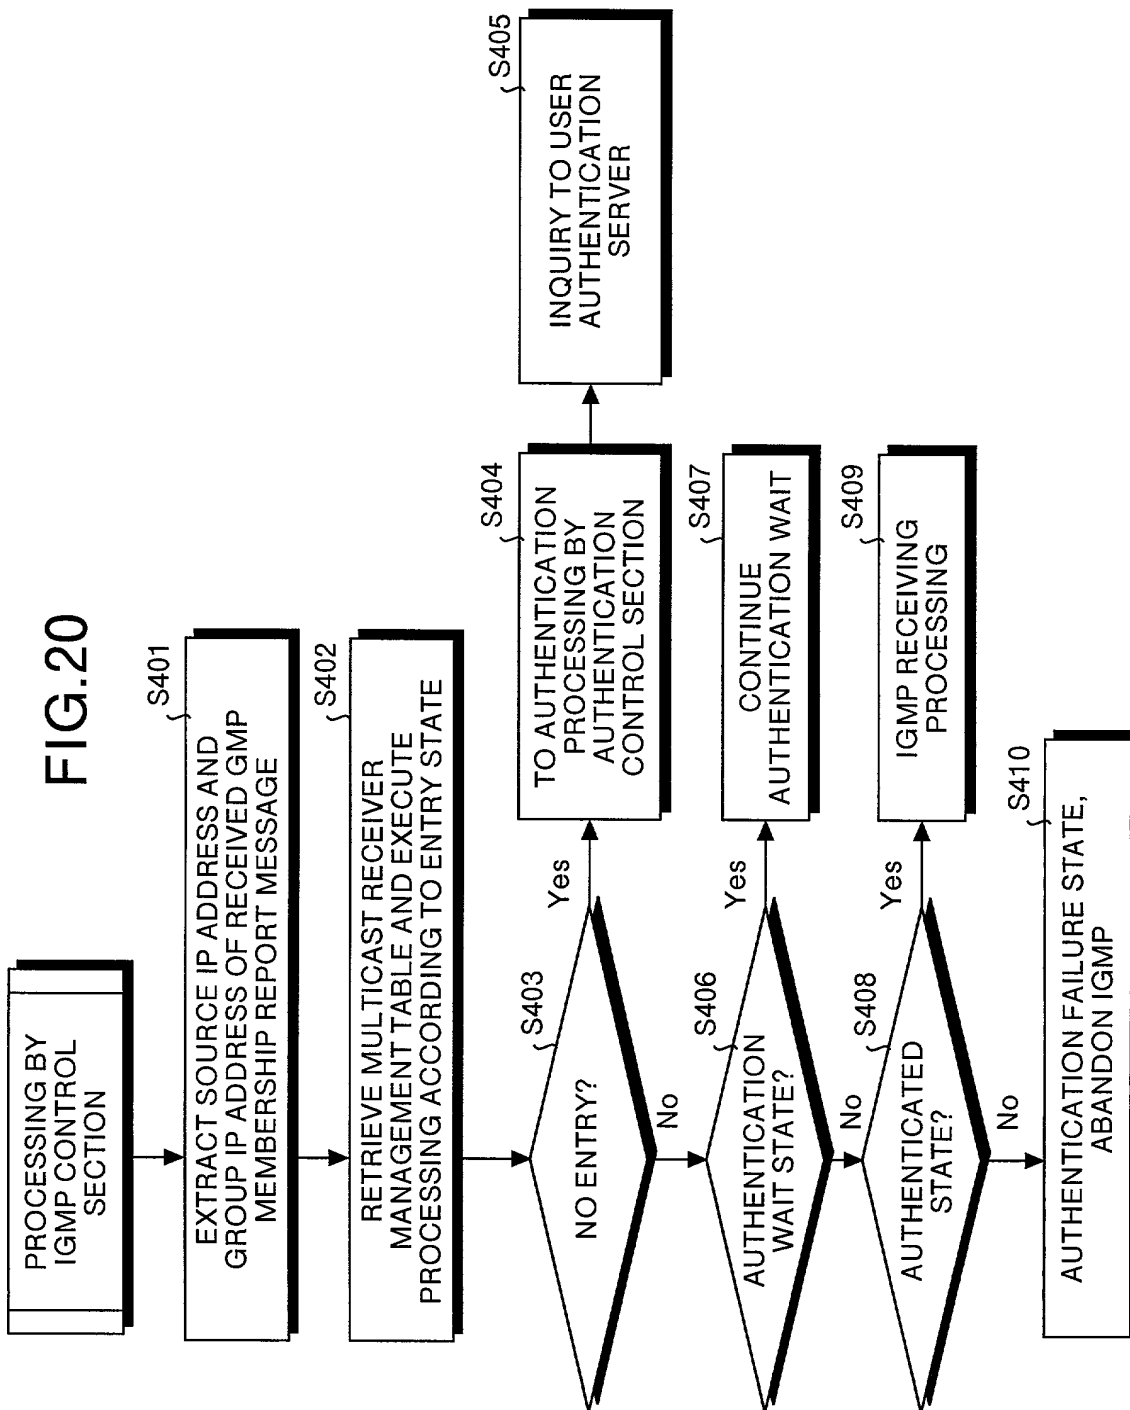 FIG.20
PROCESSING BY
IGMP CONTROL
SECTION
S401
EXTRACT SOURCE IP ADDRESS AND
GROUP IP ADDRESS OF RECEIVED GMP
MEMBERSHIP REPORT MESSAGE
S402
RETRIEVE MULTICAST RECEIVER
MANAGEMENT TABLE AND EXECUTE
PROCESSING ACCORDING TO ENTRY STATE
S403
NO ENTRY?
Yes
No
S404
TO AUTHENTICATION
PROCESSING BY
AUTHENTICATION
CONTROL SECTION
S405
INQUIRY TO USER
AUTHENTICATION
SERVER
S406
AUTHENTICATION
WAIT STATE?
Yes
No
S407
CONTINUE
AUTHENTICATION WAIT
S408
AUTHENTICATED
STATE?
Yes
No
S409
IGMP RECEIVING
PROCESSING
S410
AUTHENTICATION FAILURE STATE,
ABANDON IGMP